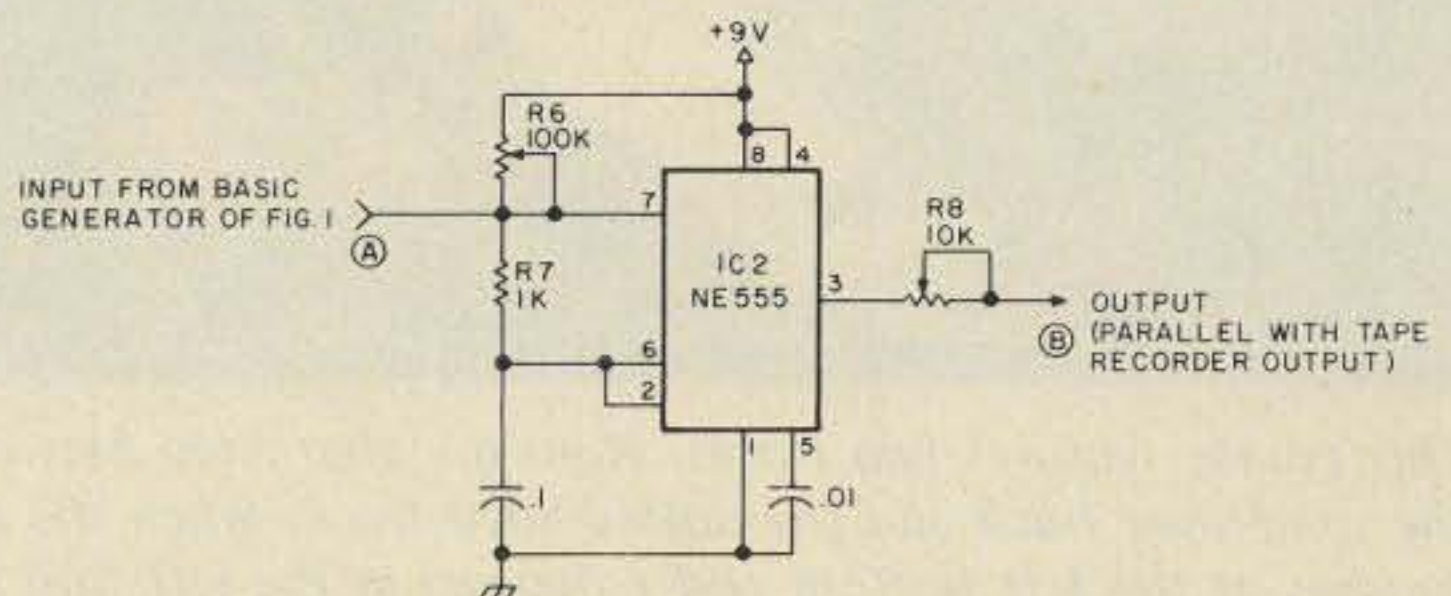 +9V
R6
100K
8
4
INPUT FROM BASIC
GENERATOR OF FIG. 1
A
7
R7
1K
IC2
NE555
R8
10K
3
OUTPUT
B
(PARALLEL WITH TAPE
RECORDER OUTPUT)
6
2
1
5
.1
.01